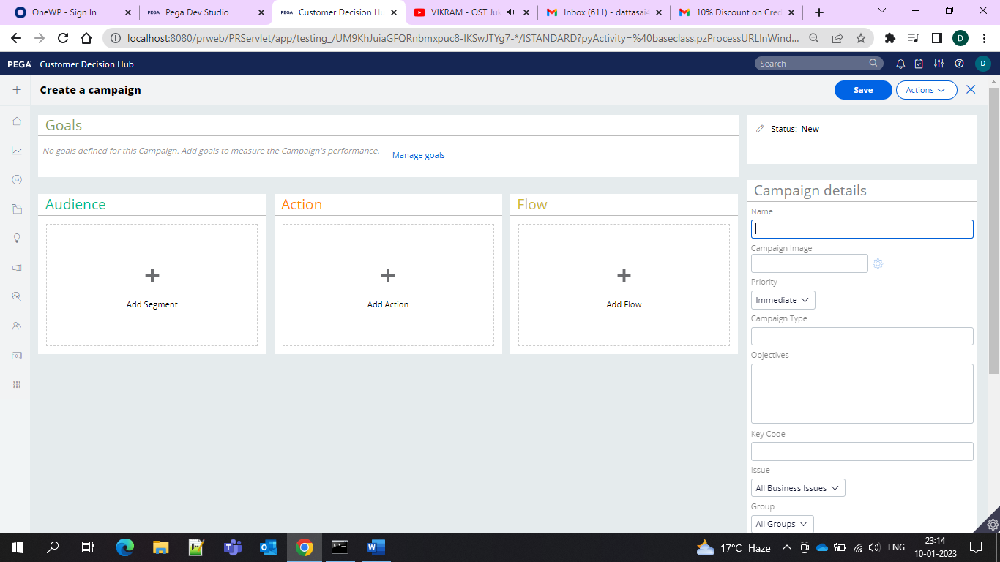 OneWP - Sign In
PEGA Pega Dev Studio
PEGA Customer Decision Hu
VIKRAM - OST Juk
Inbox (611) - dattasai4
10% Discount on Cred
localhost:8080/prweb/PRServlet/app/testing_/UM9KhJuiaGFQRnbmxpuc8-IKSwJTYg7-*/!STANDARD?pyActivity=%40baseclass.pzProcessURLInWind...
D
PEGA Customer Decision Hub
Search
D
Create a campaign
Save
Actions
Goals
No goals defined for this Campaign. Add goals to measure the Campaign's performance.
Manage goals
Status: New
Audience
Add Segment
Action
Add Action
Flow
Add Flow
Campaign details
Name
Campaign Image
Priority
Immediate
Campaign Type
Objectives
Key Code
Issue
All Business Issues
Group
All Groups
17°C Haze
ENG
23:14
10-01-2023